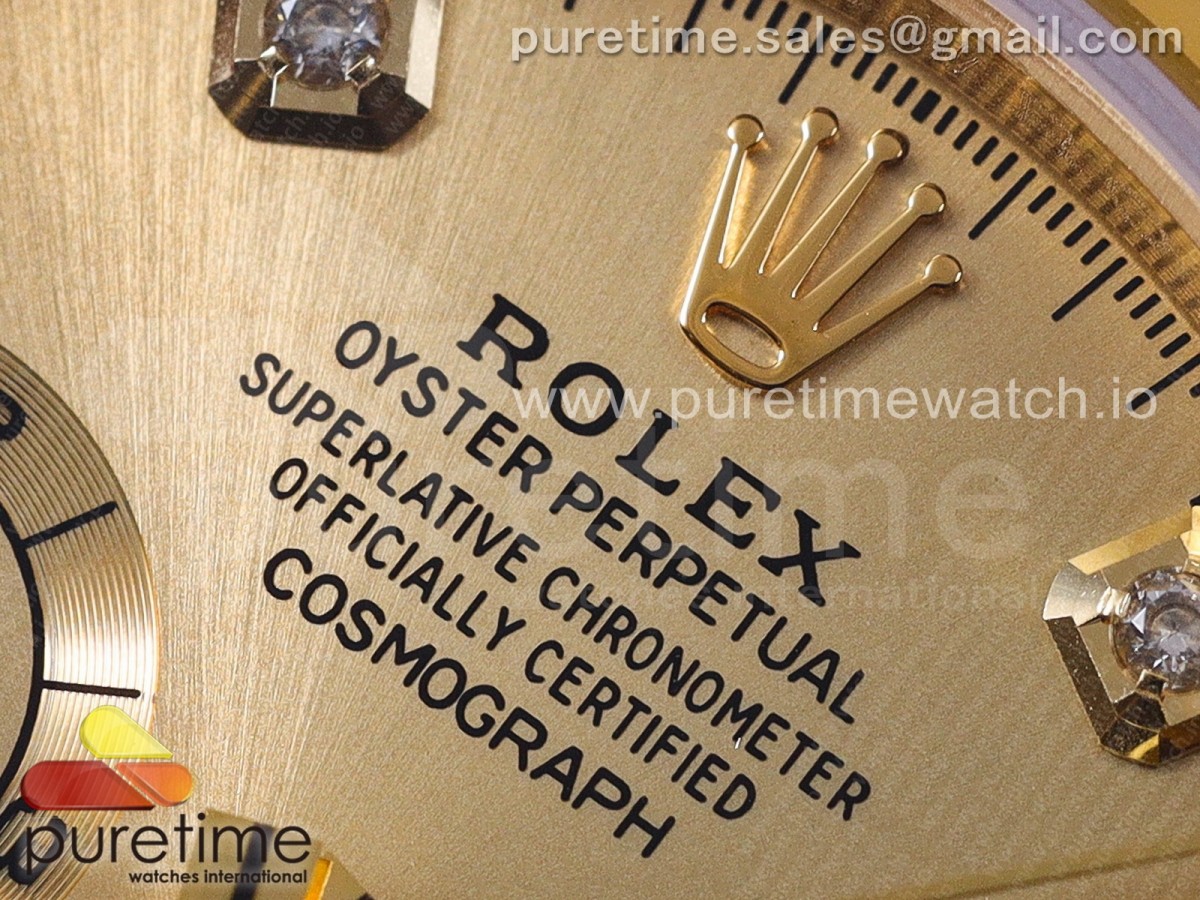 puretime.sales@gmail.com
ROLEX
OYSTER PERPETUAL
SUPERLATIVE CHRONOMETER
OFFICIALLY CERTIFIED
COSMOGRAPH
www.puretimewatch.io
puretime
watches international